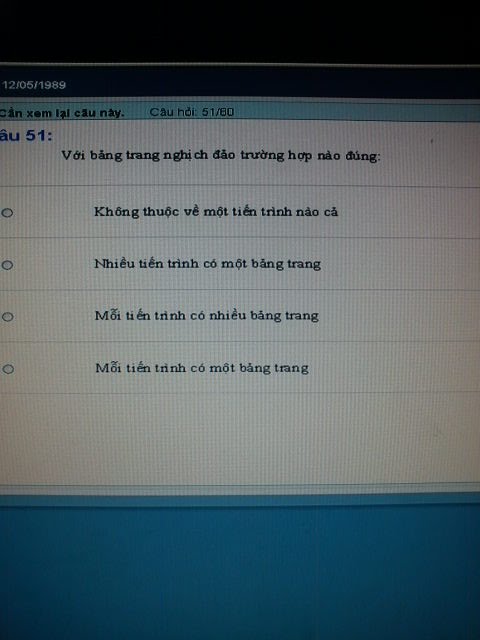 12/05/1989
Cần xem lại câu này. Câu hỏi: 51/60
âu 51:
Với bảng trang nghịch đảo trường hợp nào đúng:
Không thuộc về một tiến trình nào cả
Nhiều tiến trình có một bảng trang
Mỗi tiến trình có nhiều bảng trang
Mỗi tiến trình có một bảng trang